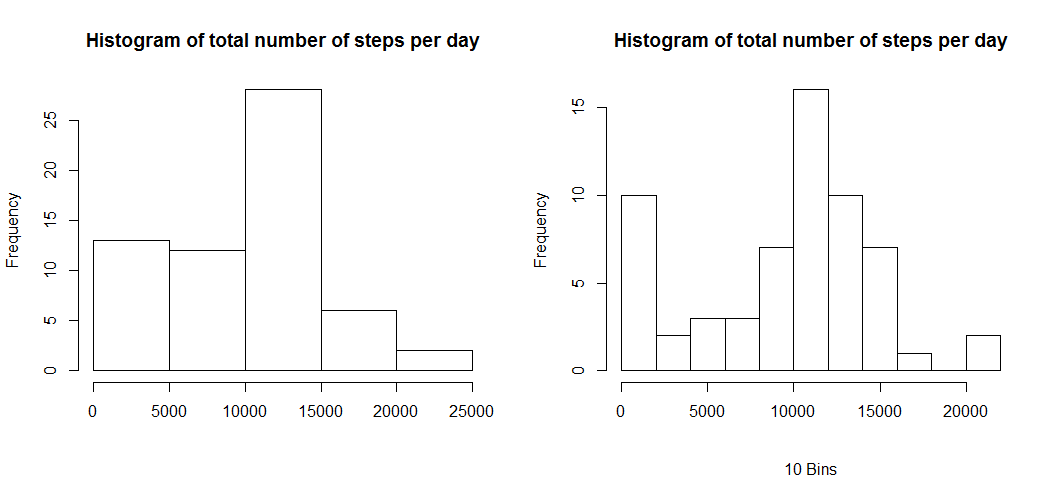 Histogram of total number of steps per day
Frequency
0
5
10
15
20
25
0 5000 10000 15000 20000 25000
Histogram of total number of steps per day
Frequency
0
5
10
15
0 5000 10000 15000 20000
10 Bins